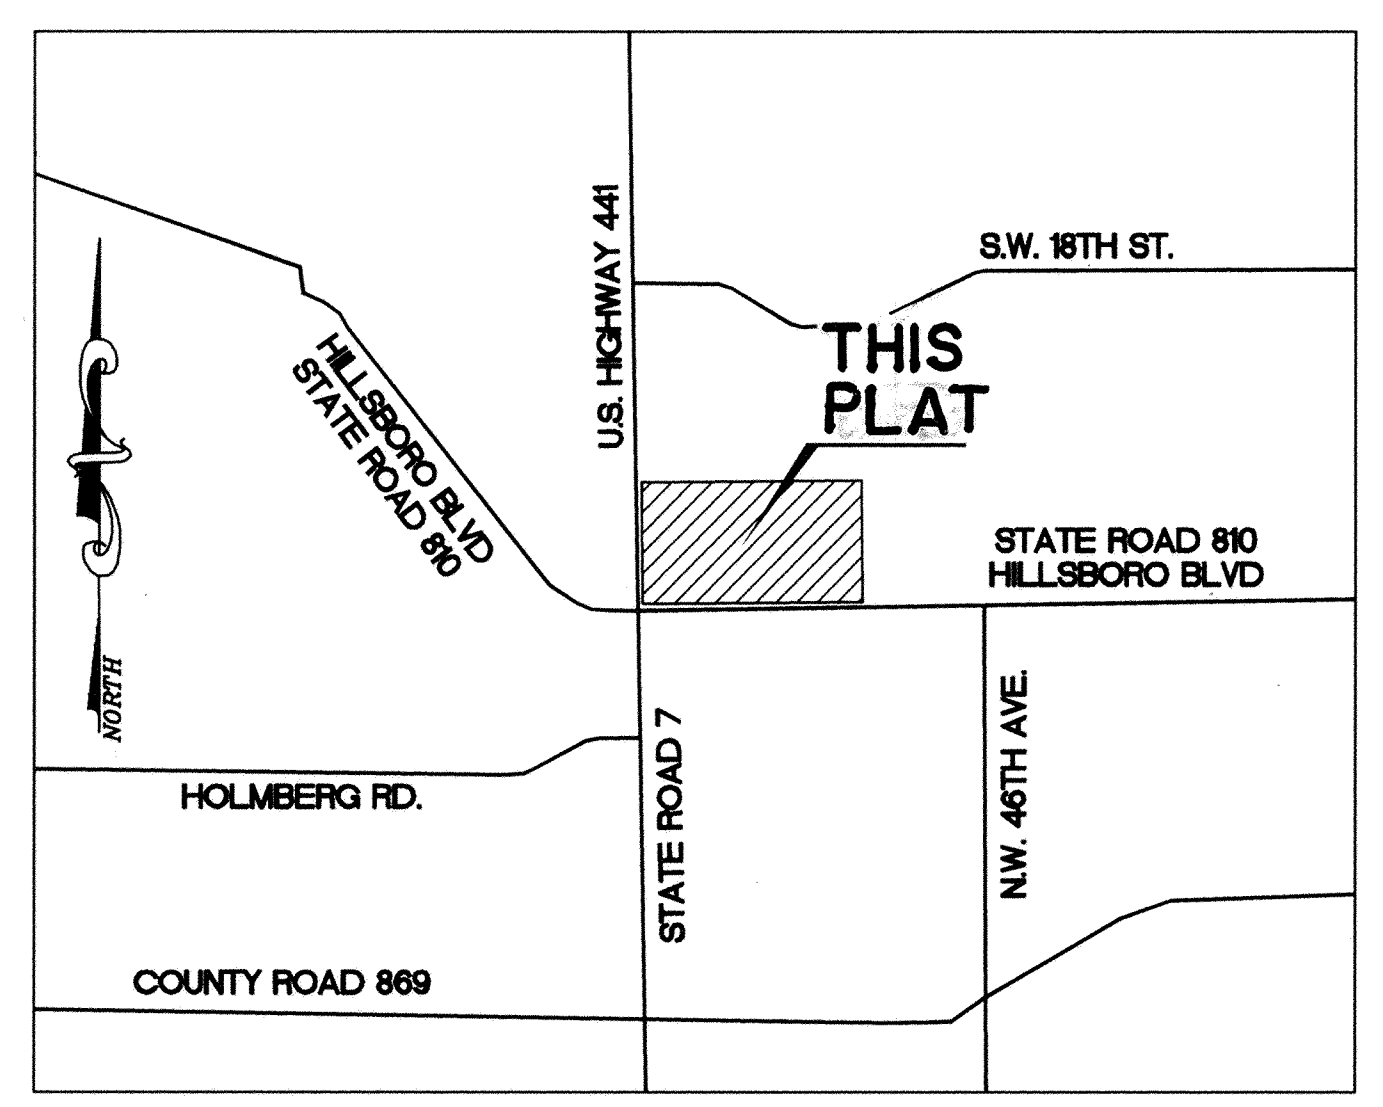 U.S. HIGHWAY 441
S.W. 18TH ST.
THIS
PLAT
HILLSBORO BLVD
STATE ROAD 810
STATE ROAD 810
HILLSBORO BLVD
NORTH
STATE ROAD 7
N.W. 46TH AVE.
HOLMBERG RD.
COUNTY ROAD 869